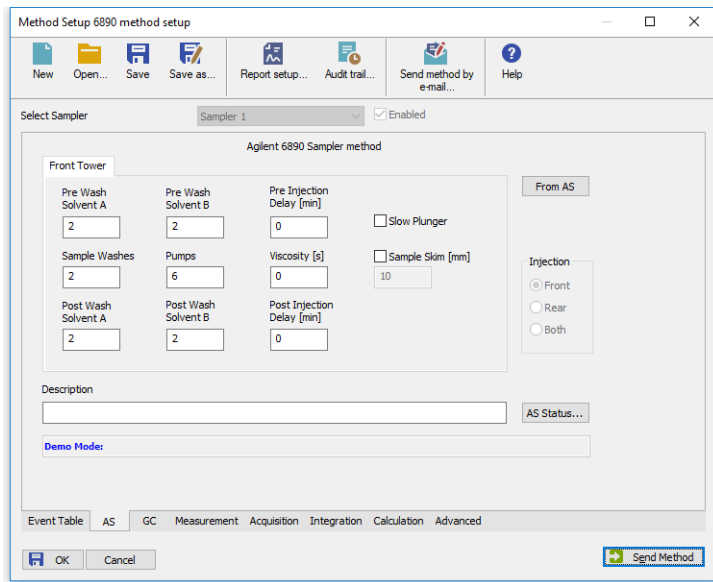 Method Setup 6890 method setup
New Open... Save Save as... Report setup... Audit trail... Send method by e-mail... Help
Select Sampler Sampler 1 Enabled
Agilent 6890 Sampler method
Front Tower
From AS
Pre Wash Solvent A Pre Wash Solvent B Pre Injection Delay [min]
2 2 0 Slow Plunger
Sample Washes Pumps Viscosity [s] Sample Skim [mm]
2 6 0 10
Injection
Front
Rear
Both
Post Wash Solvent A Post Wash Solvent B Post Injection Delay [min]
2 2 0
Description
AS Status...
Demo Mode:
Event Table AS GC Measurement Acquisition Integration Calculation Advanced
OK Cancel Send Method